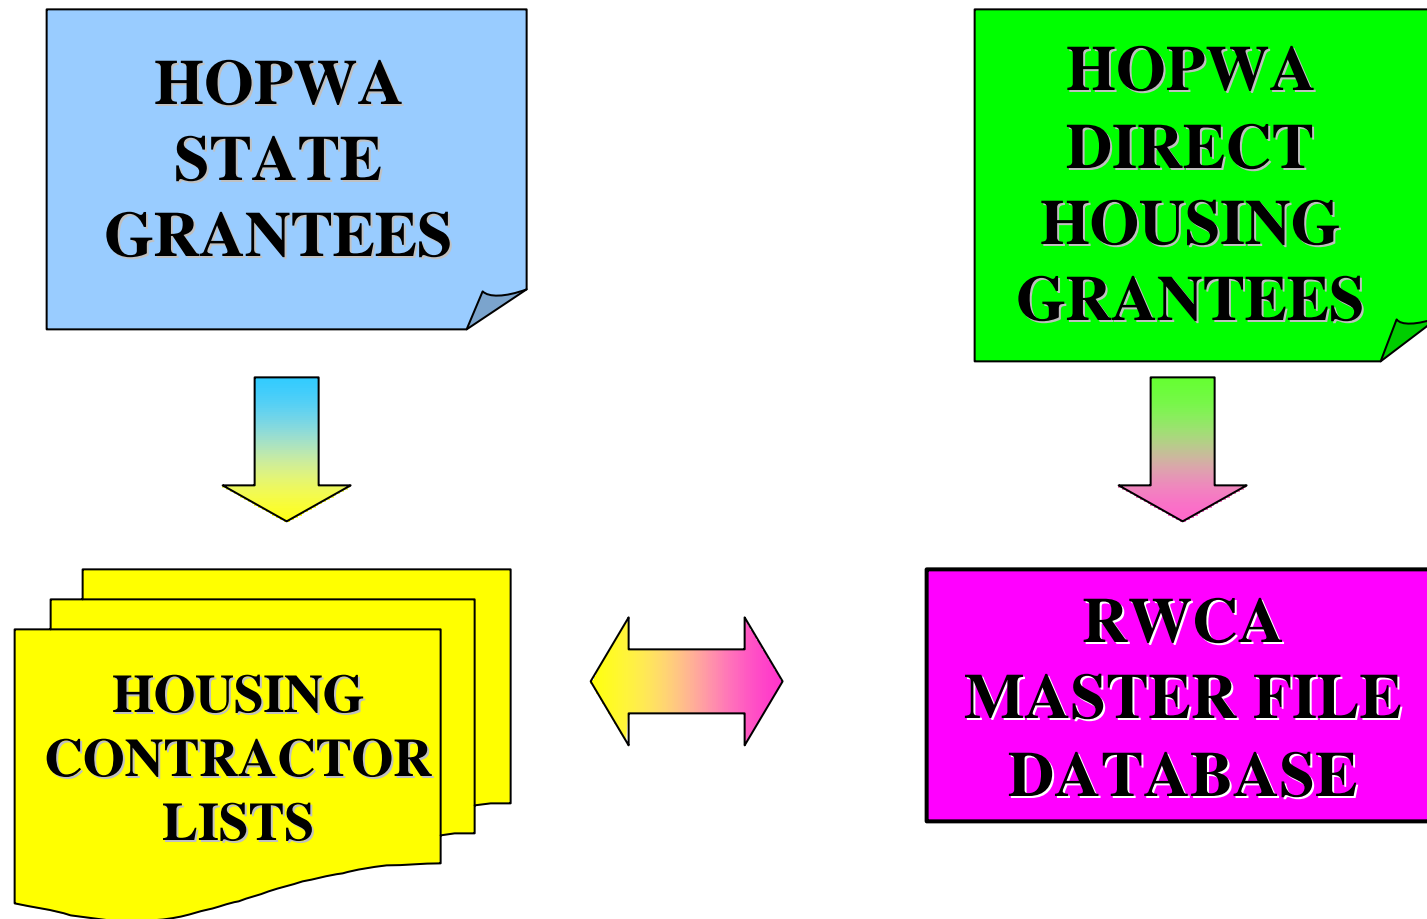 HOPWA
STATE
GRANTEES
HOPWA
DIRECT
HOUSING
GRANTEES
HOUSING
CONTRACTOR
LISTS
RWCA
MASTER FILE
DATABASE